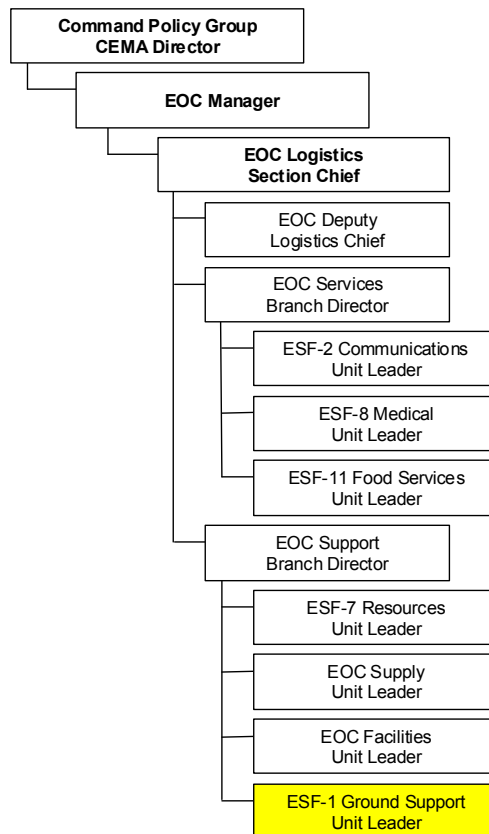 Command Policy Group
CEMA Director
EOC Manager
EOC Logistics
Section Chief
EOC Deputy
Logistics Chief
EOC Services
Branch Director
ESF-2 Communications
Unit Leader
ESF-8 Medical
Unit Leader
ESF-11 Food Services
Unit Leader
EOC Support
Branch Director
ESF-7 Resources
Unit Leader
EOC Supply
Unit Leader
EOC Facilities
Unit Leader
ESF-1 Ground Support
Unit Leader